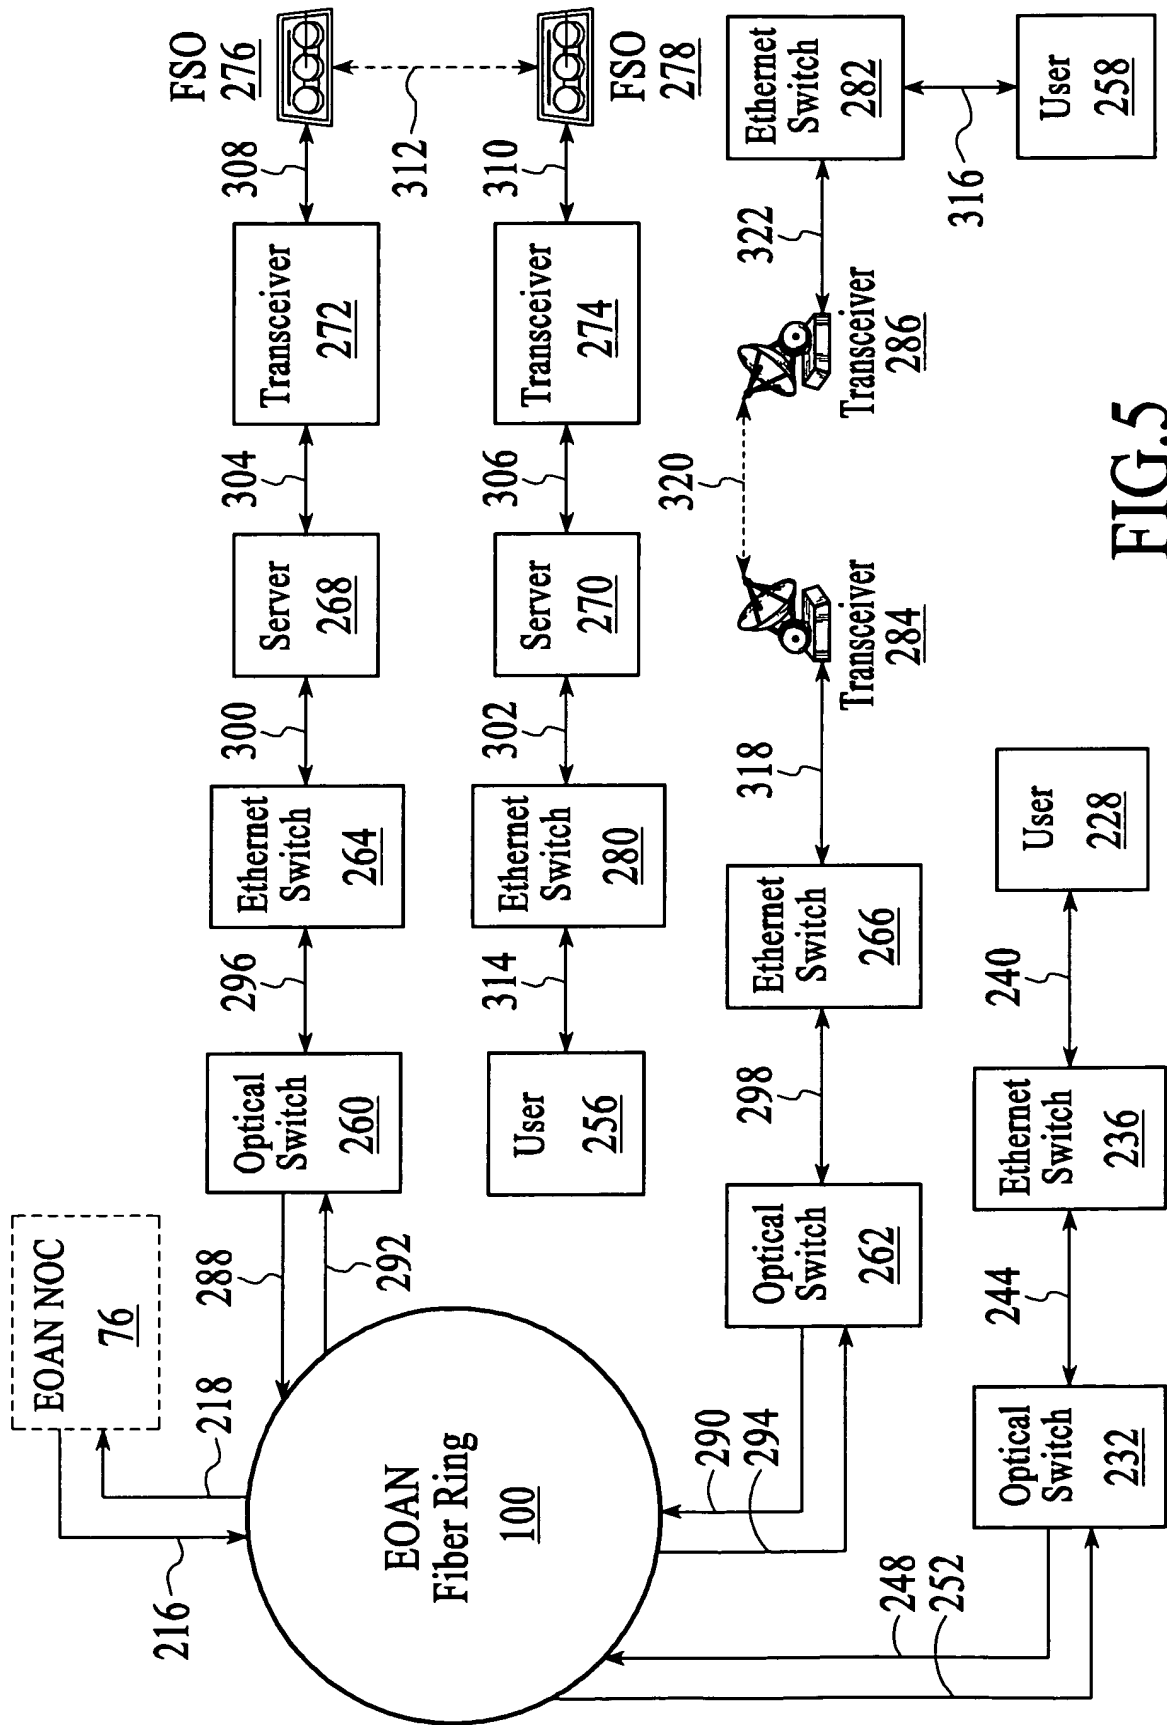 EOAN NOC
76
216
218
EOAN
Fiber Ring
100
288
292
Optical
Switch
260
296
Ethernet
Switch
264
300
Server
268
304
Transceiver
272
308
FSO
276
312
User
256
314
Ethernet
Switch
280
302
Server
270
306
Transceiver
274
310
FSO
278
290
294
Optical
Switch
262
298
Ethernet
Switch
266
318
Transceiver
284
320
Transceiver
286
322
Ethernet
Switch
282
316
User
258
248
252
Optical
Switch
232
244
Ethernet
Switch
236
240
User
228
FIG.5